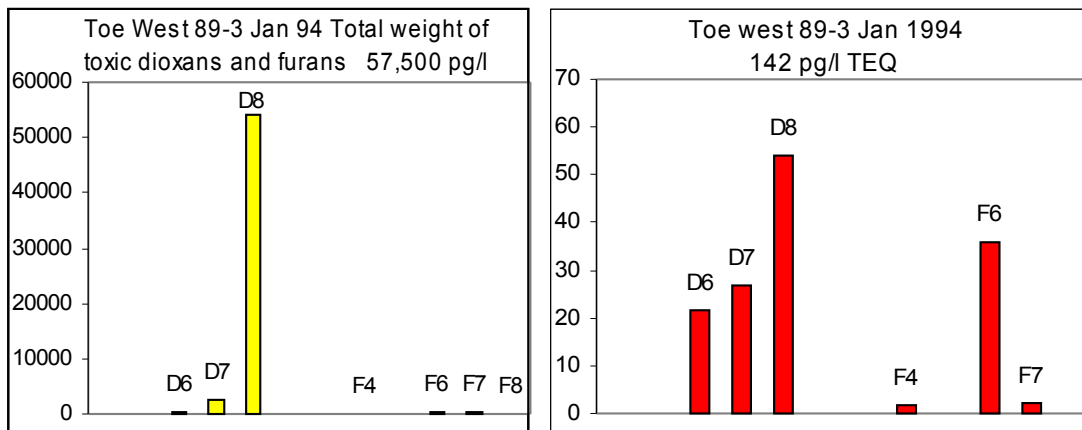 Toe West 89-3 Jan 94 Total weight of
toxic dioxans and furans 57,500 pg/l
60000
50000
40000
30000
20000
10000
0
D6
D7
D8
F4
F6
F7
F8
Toe west 89-3 Jan 1994
142 pg/l TEQ
70
60
50
40
30
20
10
0
D6
D7
D8
F4
F6
F7